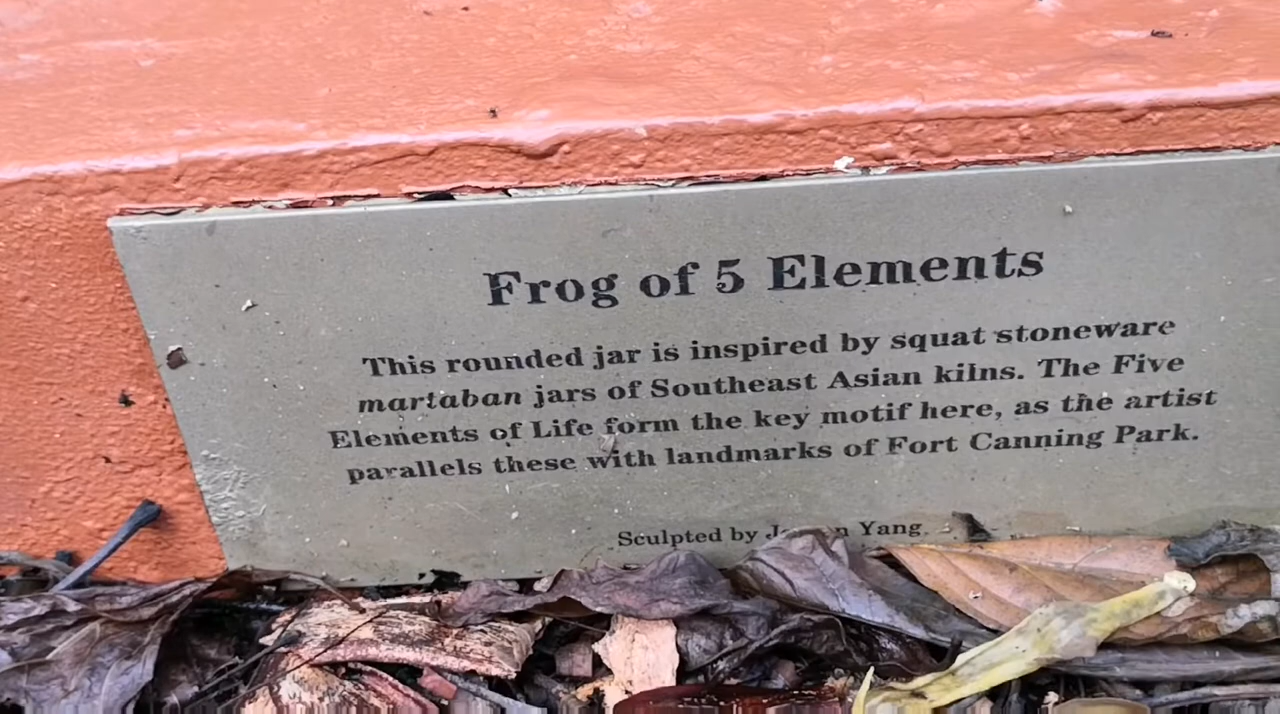 Frog of 5 Elements
This rounded jar is inspired by squat stoneware
martaban jars of Southeast Asian kilns. The Five
Elements of Life form the key motif here, as the artist
parallels these with landmarks of Fort Canning Park.
Sculpted by Yang